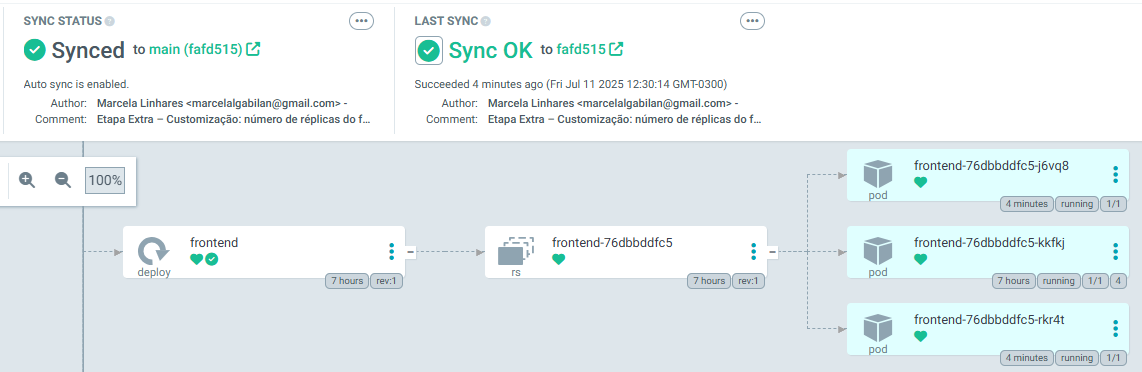 SYNC STATUS
Synced to main (fafd515)
Auto sync is enabled.
Author: Marcela Linhares <marcelalgabilan@gmail.com> -
Comment: Etapa Extra – Customização: número de réplicas do f...
LAST SYNC
Sync OK to fafd515
Succeeded 4 minutes ago (Fri Jul 11 2025 12:30:14 GMT-0300)
Author: Marcela Linhares <marcelalgabilan@gmail.com> -
Comment: Etapa Extra – Customização: número de réplicas do f...
100%
frontend
deploy
7 hours rev:1
frontend-76dbbddfc5
rs
7 hours rev:1
frontend-76dbbddfc5-j6vq8
pod
4 minutes running 1/1
frontend-76dbbddfc5-kkfkj
pod
7 hours running 1/1 4
frontend-76dbbddfc5-rkr4t
pod
4 minutes running 1/1